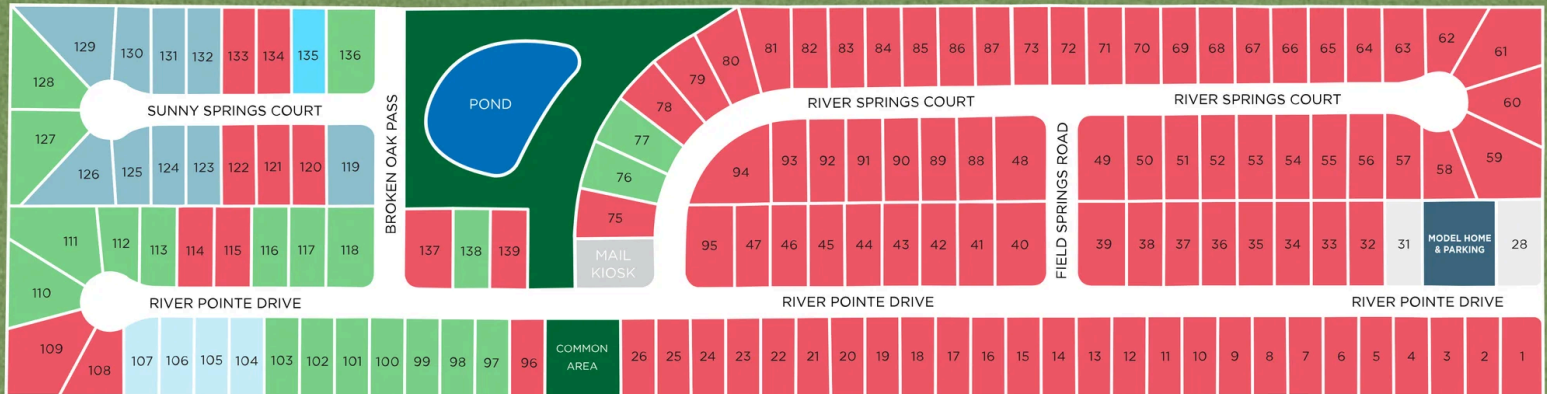 129 130 131 132 133 134 135 136
128
127
SUNNY SPRINGS COURT
126 125 124 123 122 121 120 119
BROKEN OAK PASS
POND
81 82 83 84 85 86 87 73 72 71 70 69 68 67 66 65 64 63 62 61
80
79
78
77
76
75
MAIL
KIOSK
RIVER SPRINGS COURT
RIVER SPRINGS COURT
60
59
94 93 92 91 90 89 88 48
FIELD SPRINGS ROAD
49 50 51 52 53 54 55 56 57 58
111 112 113 114 115 116 117 118
110
137 138 139
95 47 46 45 44 43 42 41 40
39 38 37 36 35 34 33 32 31
MODEL HOME
& PARKING
28
RIVER POINTE DRIVE
RIVER POINTE DRIVE
RIVER POINTE DRIVE
109 108 107 106 105 104 103 102 101 100 99 98 97 96
COMMON
AREA
26 25 24 23 22 21 20 19 18 17 16 15 14 13 12 11 10 9 8 7 6 5 4 3 2 1